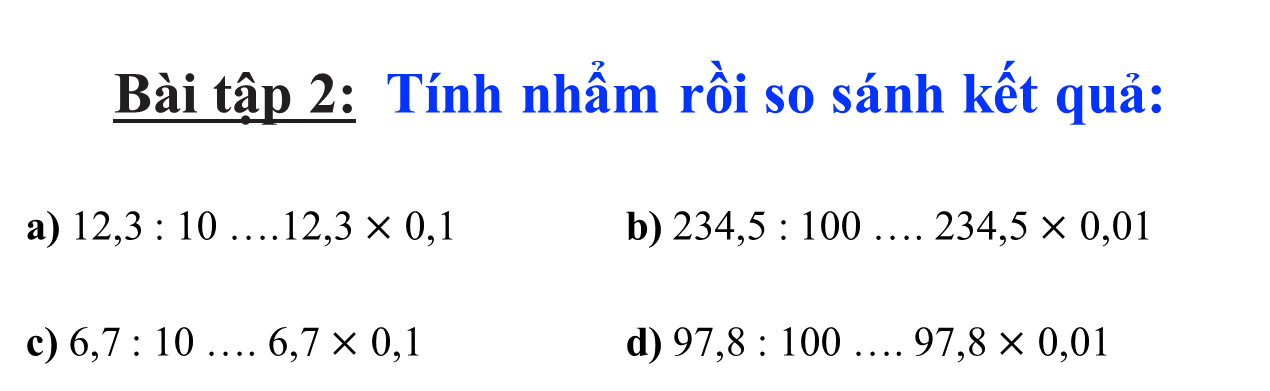 Bài tập 2: Tính nhẩm rồi so sánh kết quả:
a) 12,3 : 10 ….12,3 × 0,1 b) 234,5 : 100 …. 234,5 × 0,01
c) 6,7 : 10 …. 6,7 × 0,1 d) 97,8 : 100 …. 97,8 × 0,01